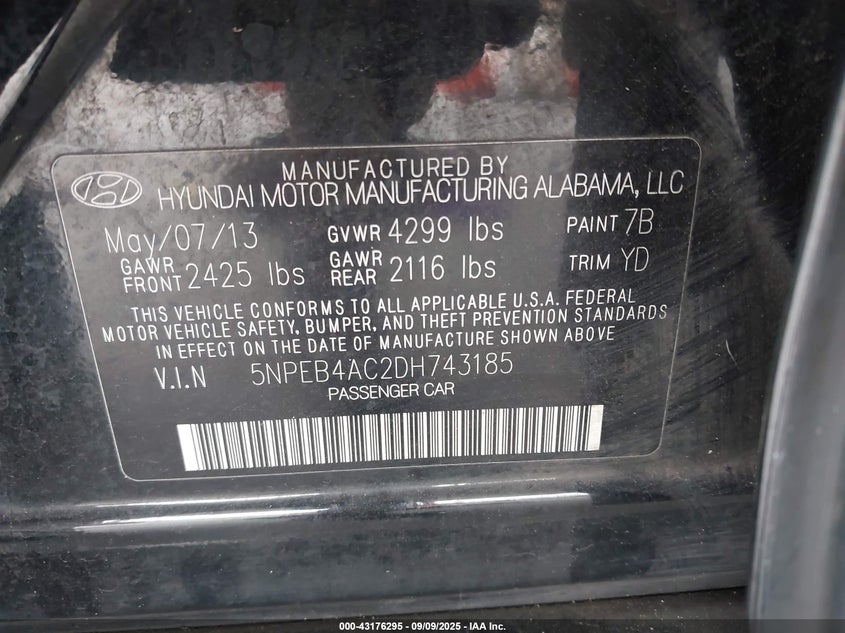 MANUFACTURED BY
HYUNDAI MOTOR MANUFACTURING ALABAMA, LLC
May/07/13 GVWR 4299 lbs PAINT 7B
GAWR FRONT 2425 lbs GAWR REAR 2116 lbs TRIM YD
THIS VEHICLE CONFORMS TO ALL APPLICABLE U.S.A. FEDERAL
MOTOR VEHICLE SAFETY, BUMPER, AND THEFT PREVENTION STANDARDS
IN EFFECT ON THE DATE OF MANUFACTURE SHOWN ABOVE
V.I.N 5NPEB4AC2DH743185
PASSENGER CAR
000-43176295 - 09/09/2025 - IAA Inc.